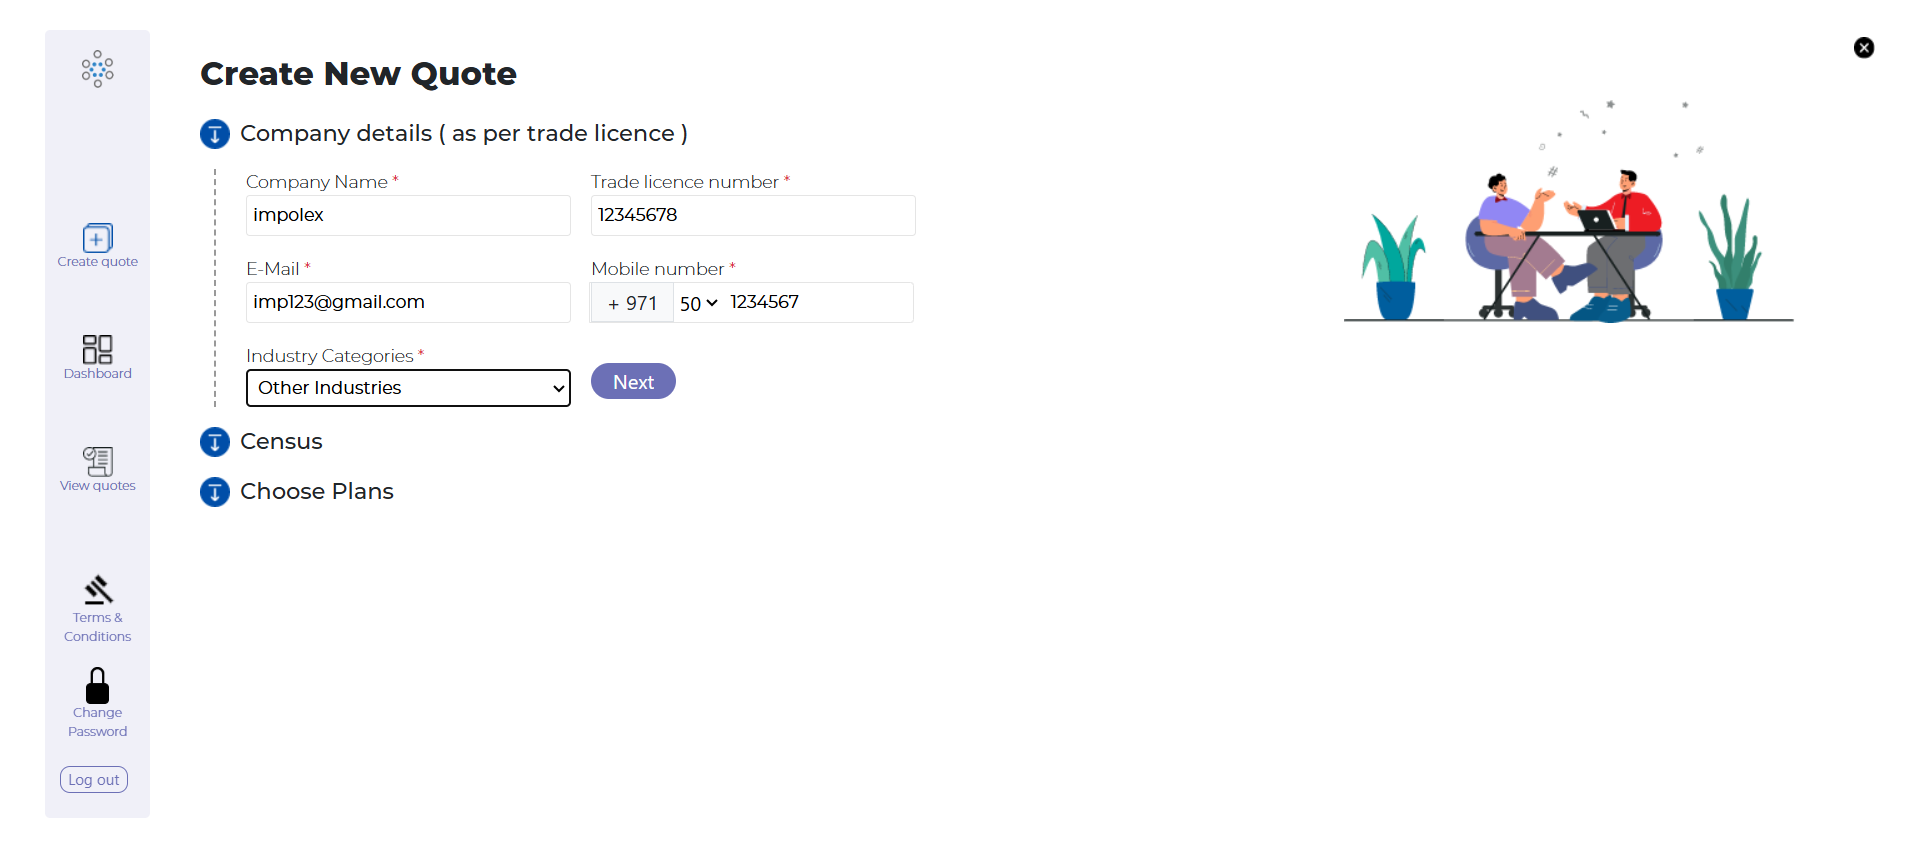 Create quote
Dashboard
View quotes
Terms &
Conditions
Change
Password
Log out
Create New Quote
Company details ( as per trade licence )
Company Name * Trade licence number *
impolex 12345678
E-Mail * Mobile number *
imp123@gmail.com + 971 50 1234567
Industry Categories *
Other Industries Next
Census
Choose Plans